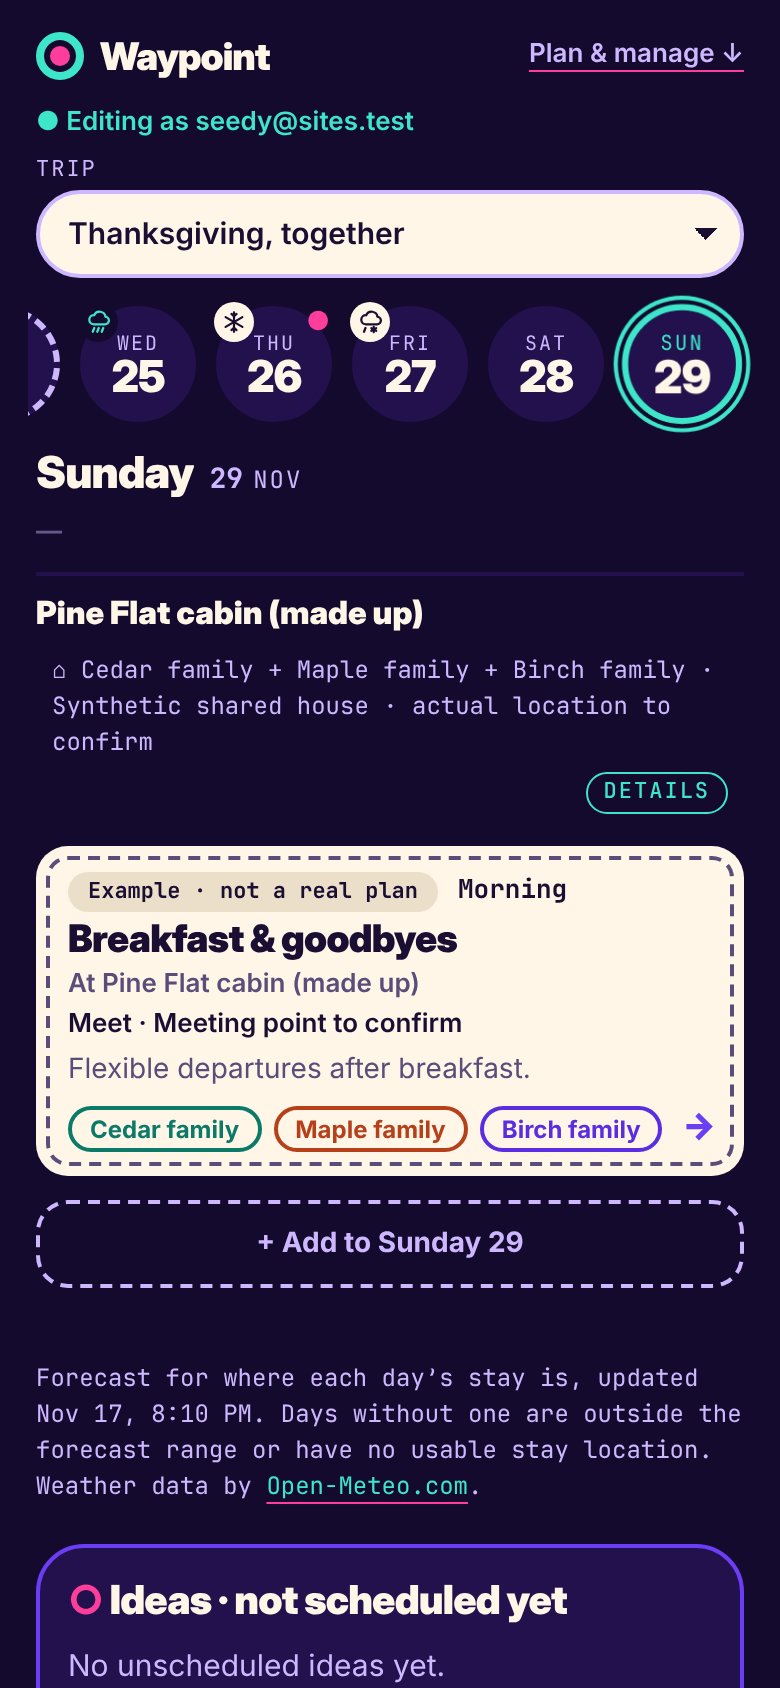 Waypoint
Plan & manage ↓
Editing as seedy@sites.test
TRIP
Thanksgiving, together
WED
25
THU
26
FRI
27
SAT
28
SUN
29
Sunday 29 NOV
—
Pine Flat cabin (made up)
⌂ Cedar family + Maple family + Birch family ·
Synthetic shared house · actual location to
confirm
DETAILS
Example · not a real plan Morning
Breakfast & goodbyes
At Pine Flat cabin (made up)
Meet · Meeting point to confirm
Flexible departures after breakfast.
Cedar family Maple family Birch family →
+ Add to Sunday 29
Forecast for where each day’s stay is, updated
Nov 17, 8:10 PM. Days without one are outside the
forecast range or have no usable stay location.
Weather data by Open-Meteo.com.
Ideas · not scheduled yet
No unscheduled ideas yet.